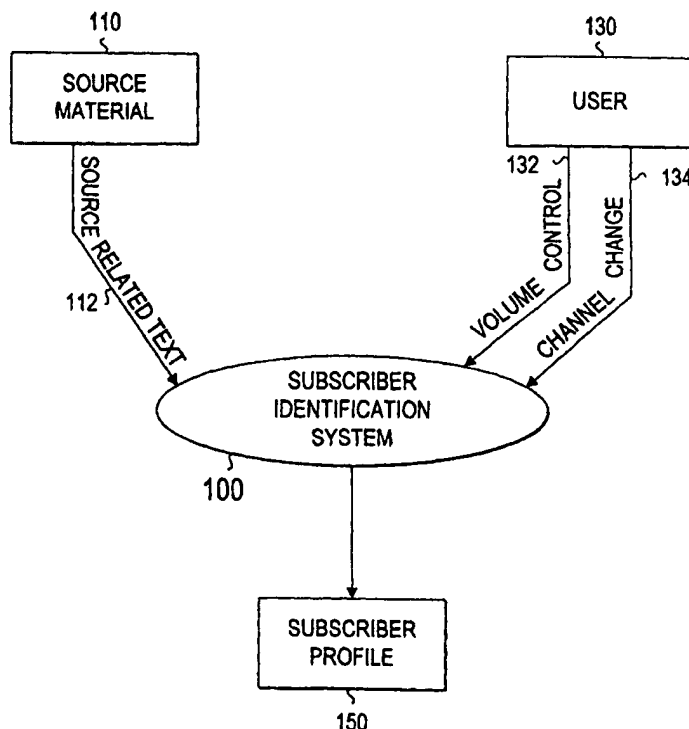 110
SOURCE
MATERIAL
130
USER
132
134
SOURCE RELATED TEXT
112
VOLUME CONTROL
CHANNEL CHANGE
SUBSCRIBER
IDENTIFICATION
SYSTEM
100
SUBSCRIBER
PROFILE
150